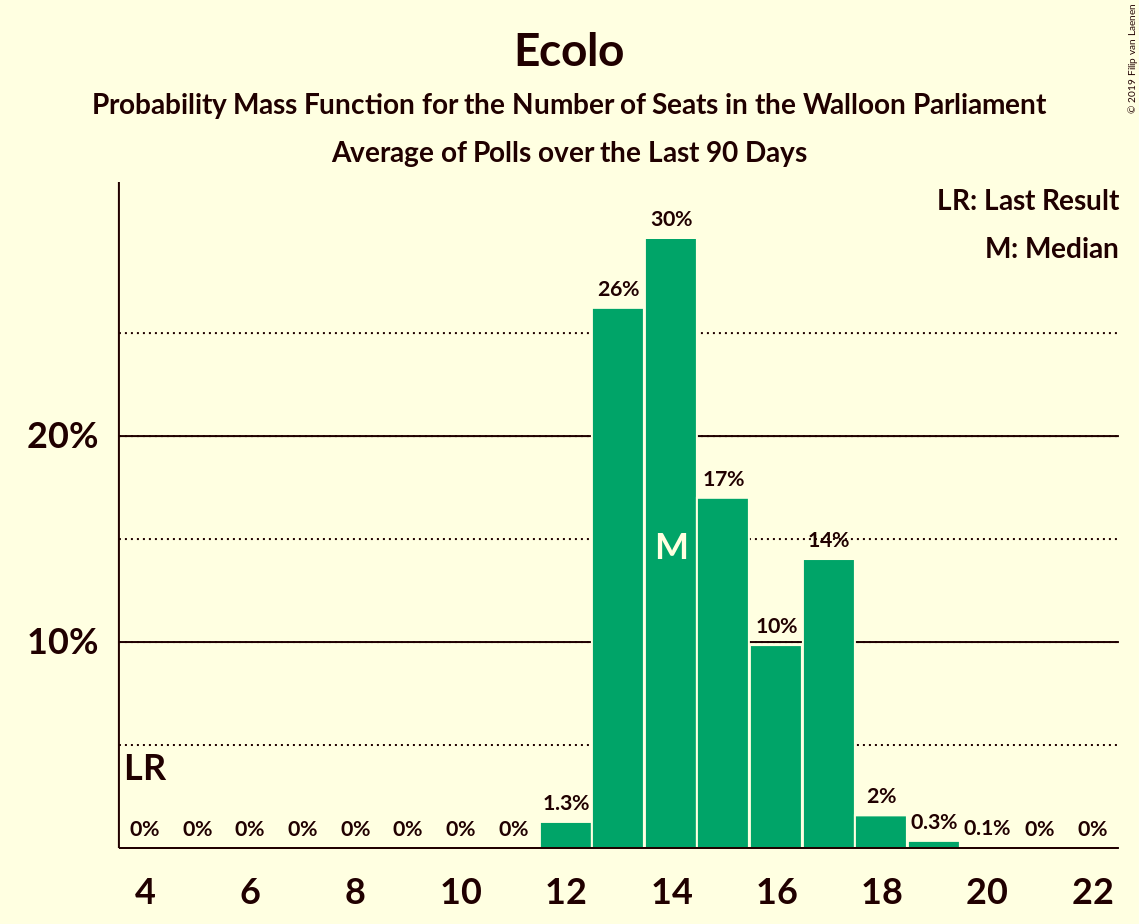 Ecolo
Probability Mass Function for the Number of Seats in the Walloon Parliament
Average of Polls over the Last 90 Days
© 2019 Filip van Laenen
LR: Last Result
M: Median
30%
26%
20%
17%
M
14%
10%
10%
LR
1.3%
2%
0.3%
0.1%
0% 0% 0% 0% 0% 0% 0% 0% 0% 0%
4 6 8 10 12 14 16 18 20 22